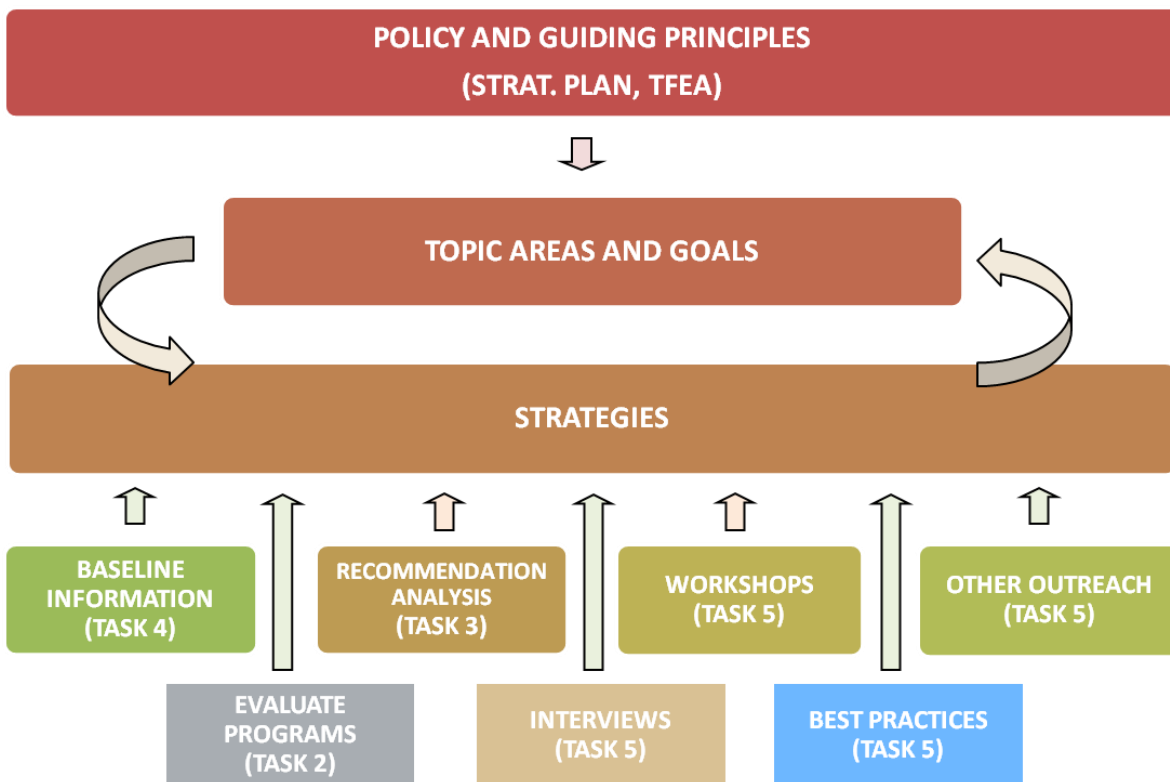 POLICY AND GUIDING PRINCIPLES
(STRAT. PLAN, TFEA)
TOPIC AREAS AND GOALS
STRATEGIES
BASELINE
INFORMATION
(TASK 4)
RECOMMENDATION
ANALYSIS
(TASK 3)
WORKSHOPS
(TASK 5)
OTHER OUTREACH
(TASK 5)
EVALUATE
PROGRAMS
(TASK 2)
INTERVIEWS
(TASK 5)
BEST PRACTICES
(TASK 5)